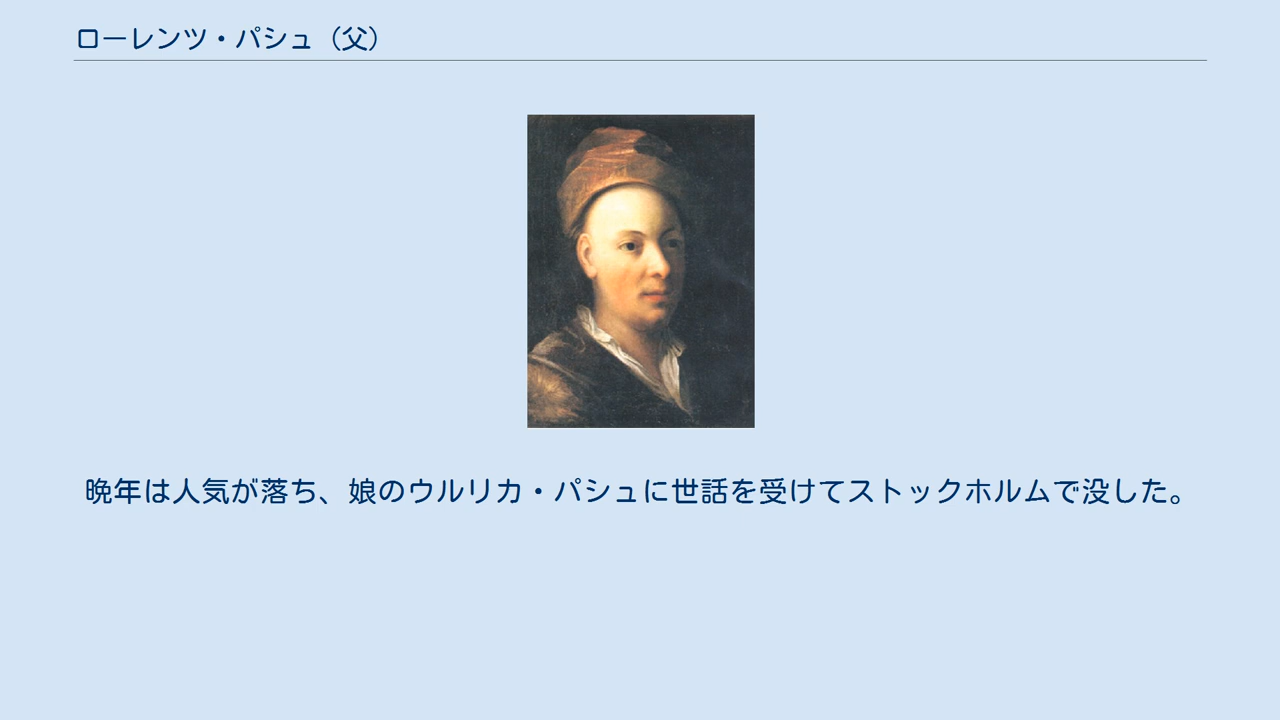 ローレンツ・パシュ（父）
晩年は人気が落ち、娘のウルリカ・パシュに世話を受けてストックホルムで没した。